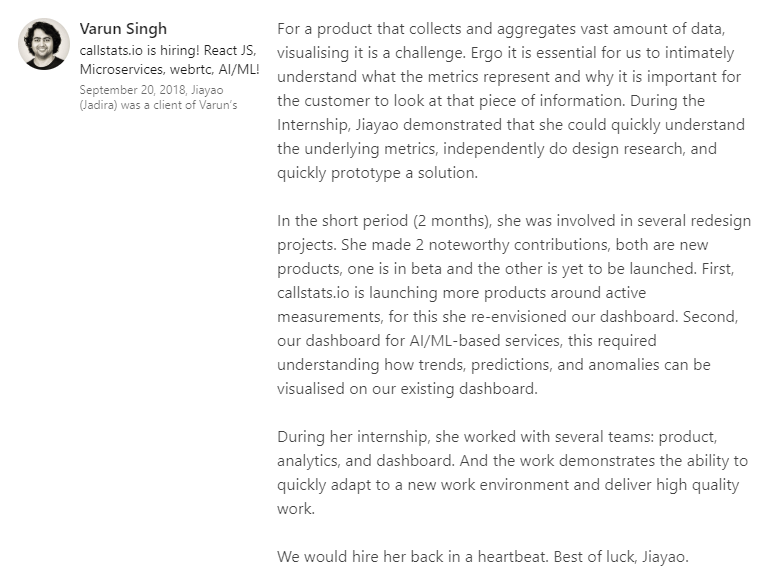 Varun Singh
callstats.io is hiring! React JS,
Microservices, webrtc, AI/ML!
September 20, 2018, Jiayao
(Jadira) was a client of Varun's
For a product that collects and aggregates vast amount of data,
visualising it is a challenge. Ergo it is essential for us to intimately
understand what the metrics represent and why it is important for
the customer to look at that piece of information. During the
Internship, Jiayao demonstrated that she could quickly understand
the underlying metrics, independently do design research, and
quickly prototype a solution.
In the short period (2 months), she was involved in several redesign
projects. She made 2 noteworthy contributions, both are new
products, one is in beta and the other is yet to be launched. First,
callstats.io is launching more products around active
measurements, for this she re-envisioned our dashboard. Second,
our dashboard for AI/ML-based services, this required
understanding how trends, predictions, and anomalies can be
visualised on our existing dashboard.
During her internship, she worked with several teams: product,
analytics, and dashboard. And the work demonstrates the ability to
quickly adapt to a new work environment and deliver high quality
work.
We would hire her back in a heartbeat. Best of luck, Jiayao.